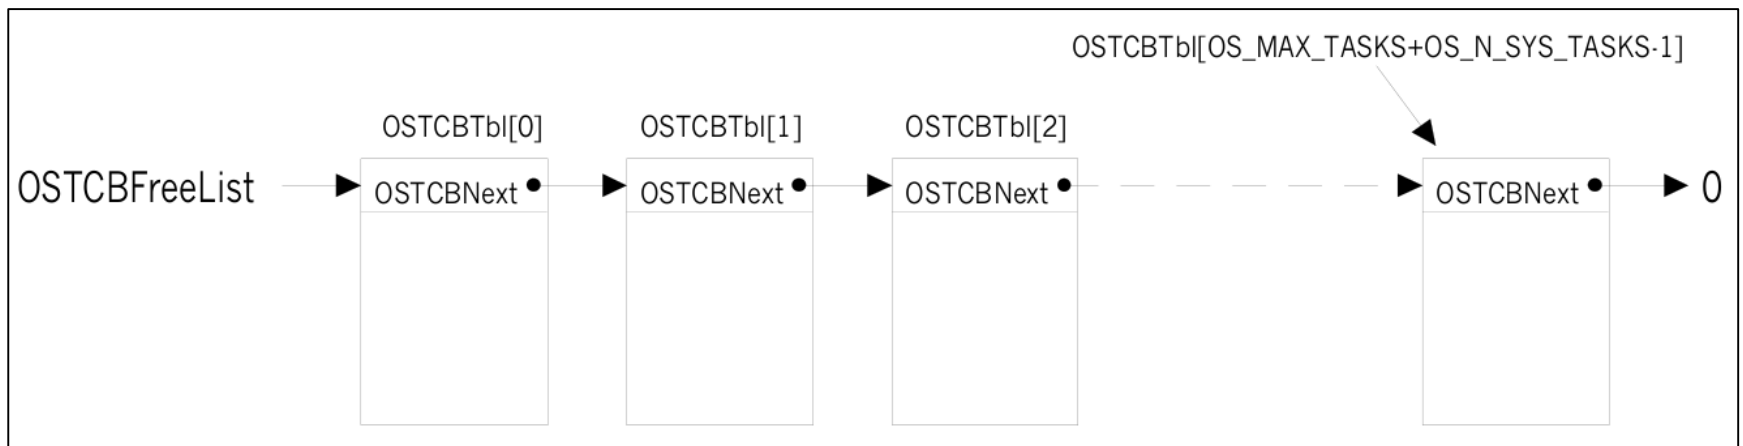 OSTCBTbl[OS_MAX_TASKS+OS_N_SYS_TASKS-1]
OSTCBTbl[0] OSTCBTbl[1] OSTCBTbl[2]
OSTCBFreeList OSTCBNext OSTCBNext OSTCBNext OSTCBNext 0